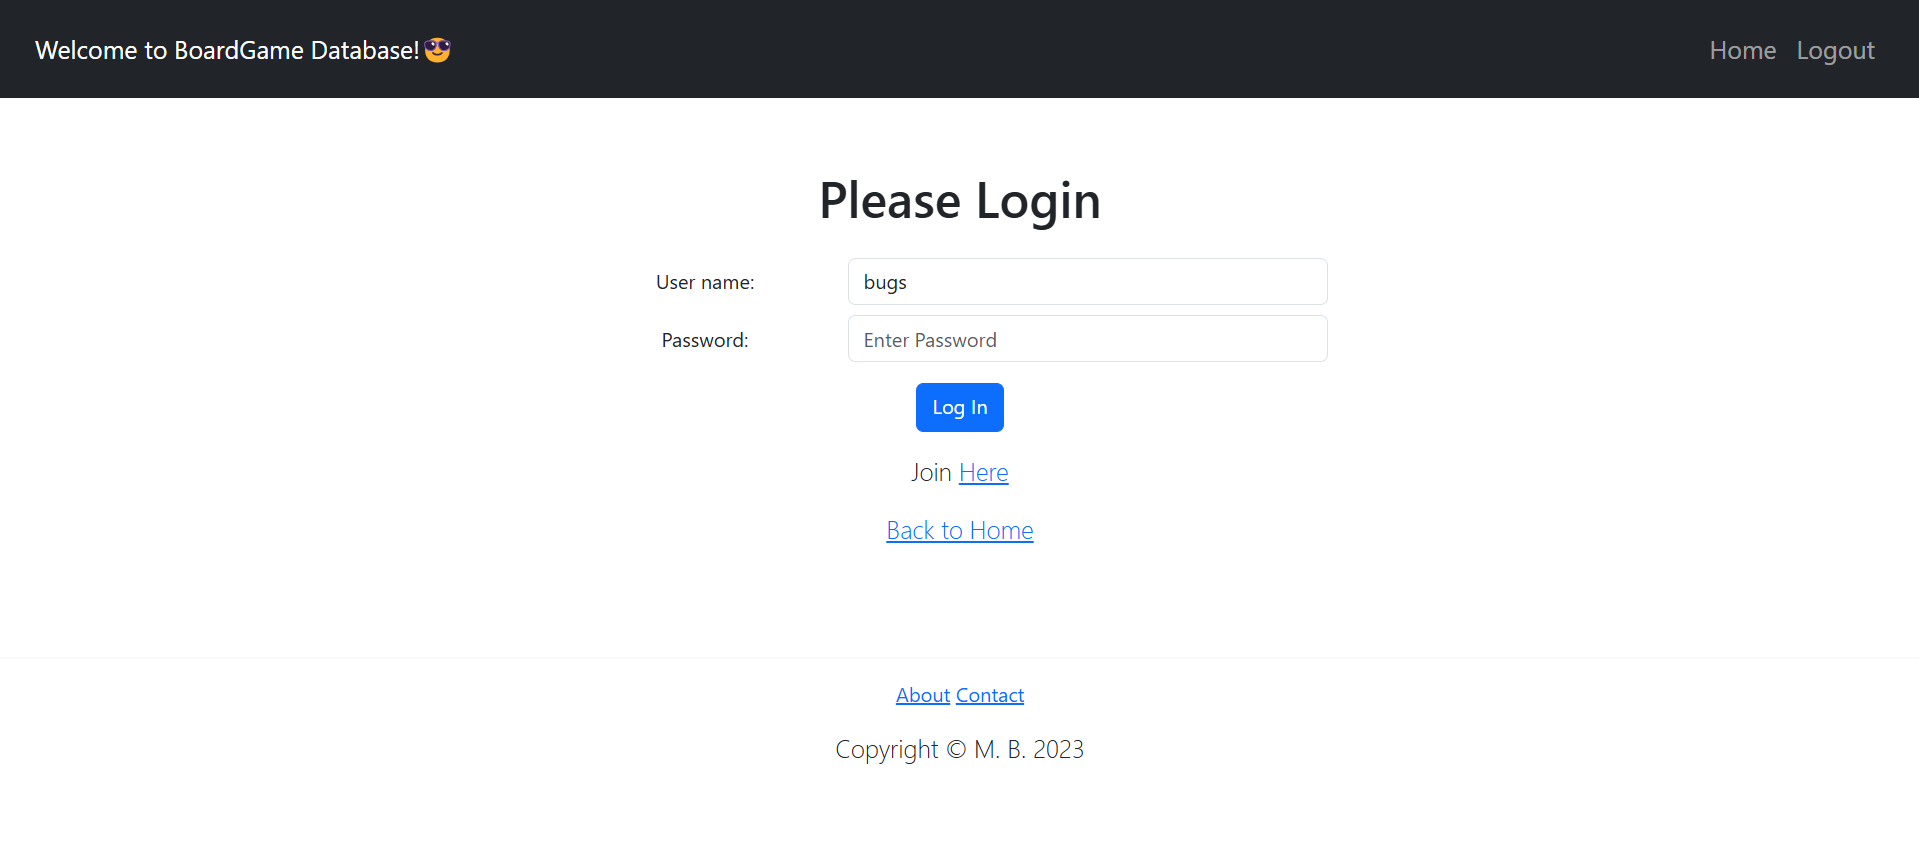 Welcome to BoardGame Database!😎 Home Logout
Please Login
User name: bugs
Password: Enter Password
Log In
Join Here
Back to Home
About Contact
Copyright © M. B. 2023